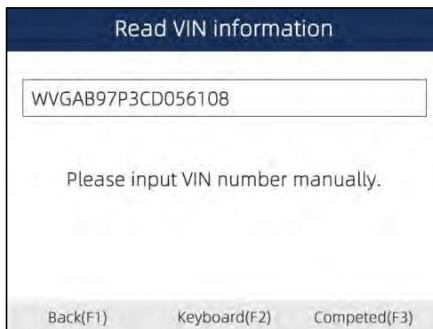 Read VIN information
WVGAB97P3CD056108
Please input VIN number manually.
Back(F1) Keyboard(F2) Competed(F3)